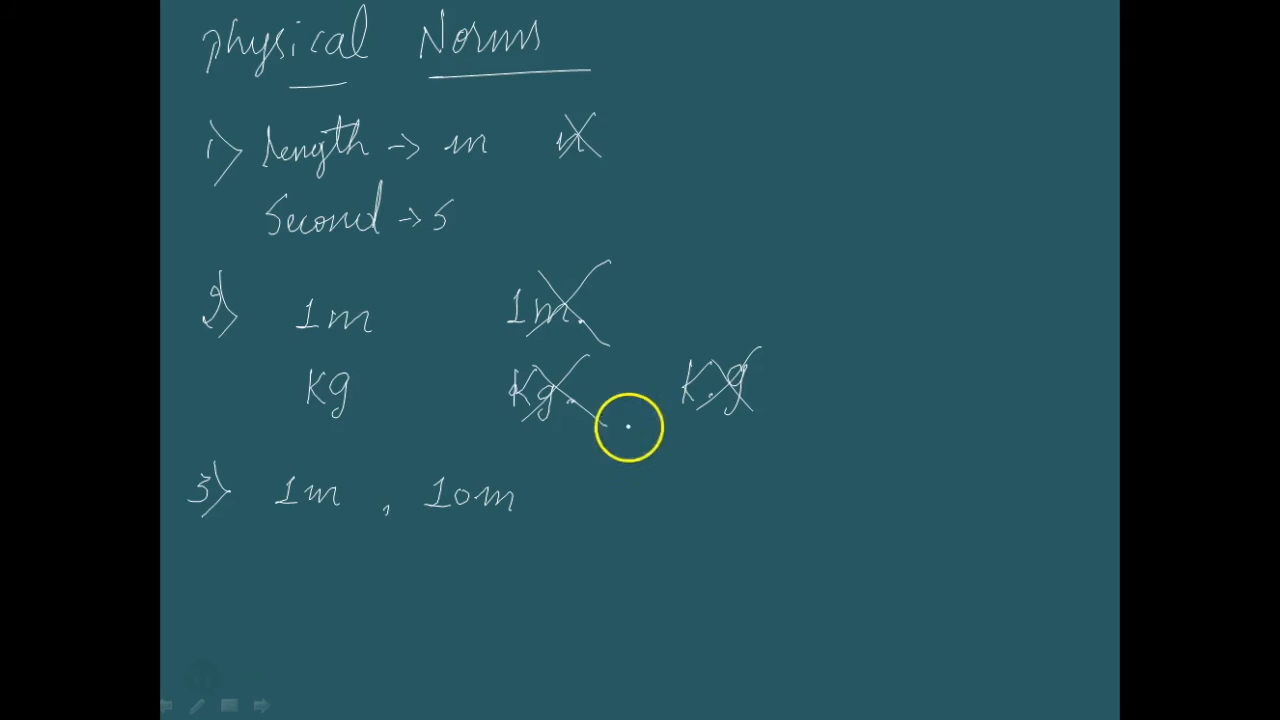 Physical Norms
1) length → m
Second → s
2) 1m 1m.
Kg Kg. K.g
3) 1m , 10m